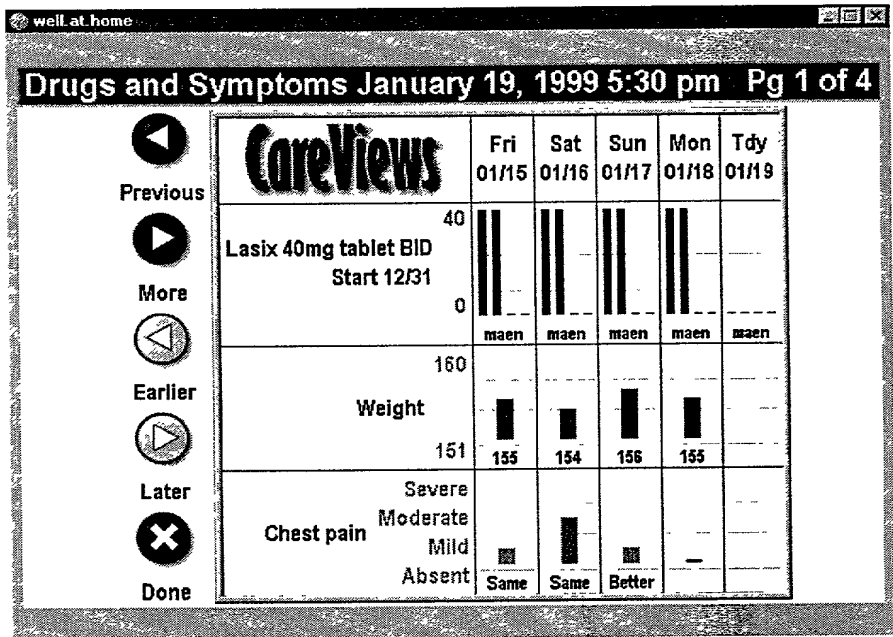 well.at.home
Drugs and Symptoms January 19, 1999 5:30 pm Pg 1 of 4
Previous
More
Earlier
Later
Done
CareViews
Fri Sat Sun Mon Tdy
01/15 01/16 01/17 01/18 01/19
40
Lasix 40mg tablet BID
Start 12/31
0
maen maen maen maen maen
160
Weight
151
155 154 156 155
Severe
Moderate
Chest pain
Mild
Absent
Same Same Better